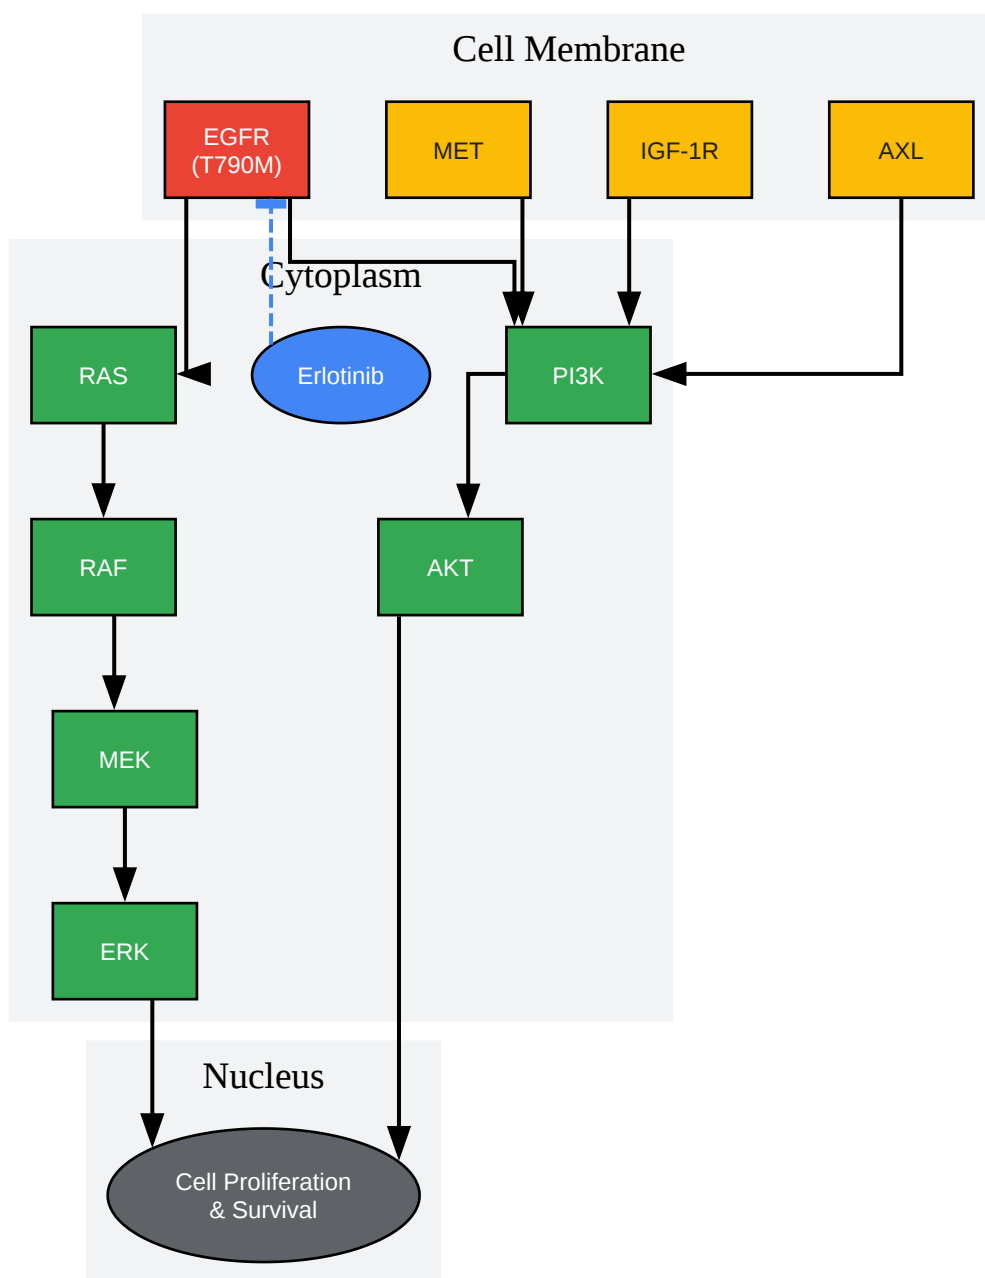 Cell Membrane
EGFR
(T790M)
MET
IGF-1R
AXL
Cytoplasm
RAS
Erlotinib
PI3K
RAF
AKT
MEK
ERK
Nucleus
Cell Proliferation
& Survival